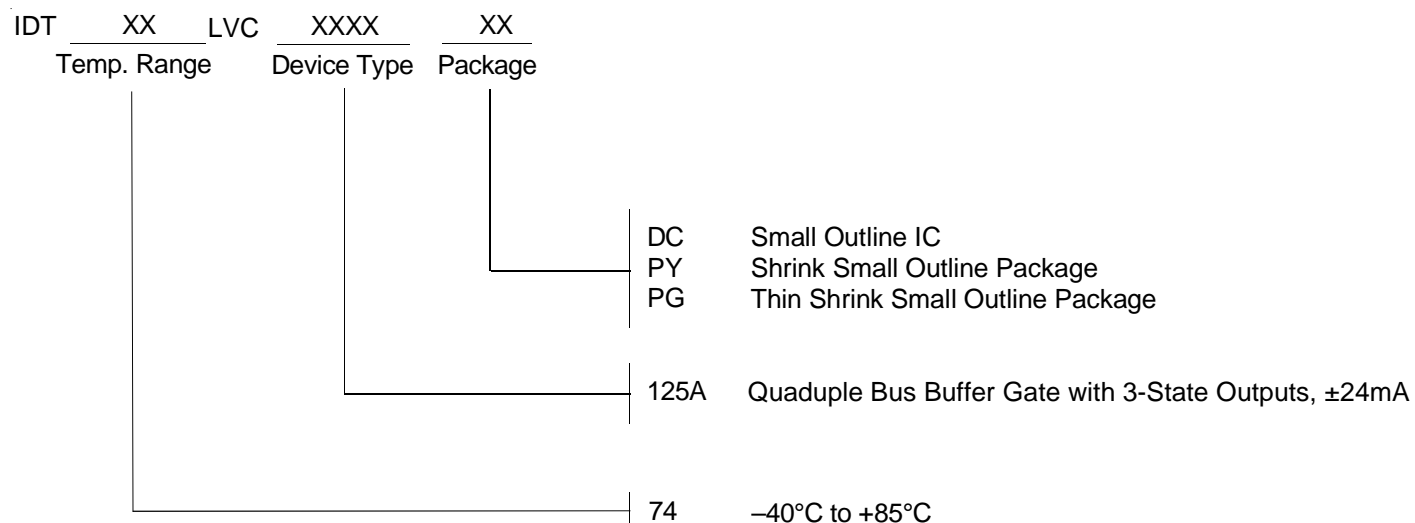 IDT XX LVC XXXX XX
Temp. Range Device Type Package
DC Small Outline IC
PY Shrink Small Outline Package
PG Thin Shrink Small Outline Package
125A Quaduple Bus Buffer Gate with 3-State Outputs, ±24mA
74 –40°C to +85°C